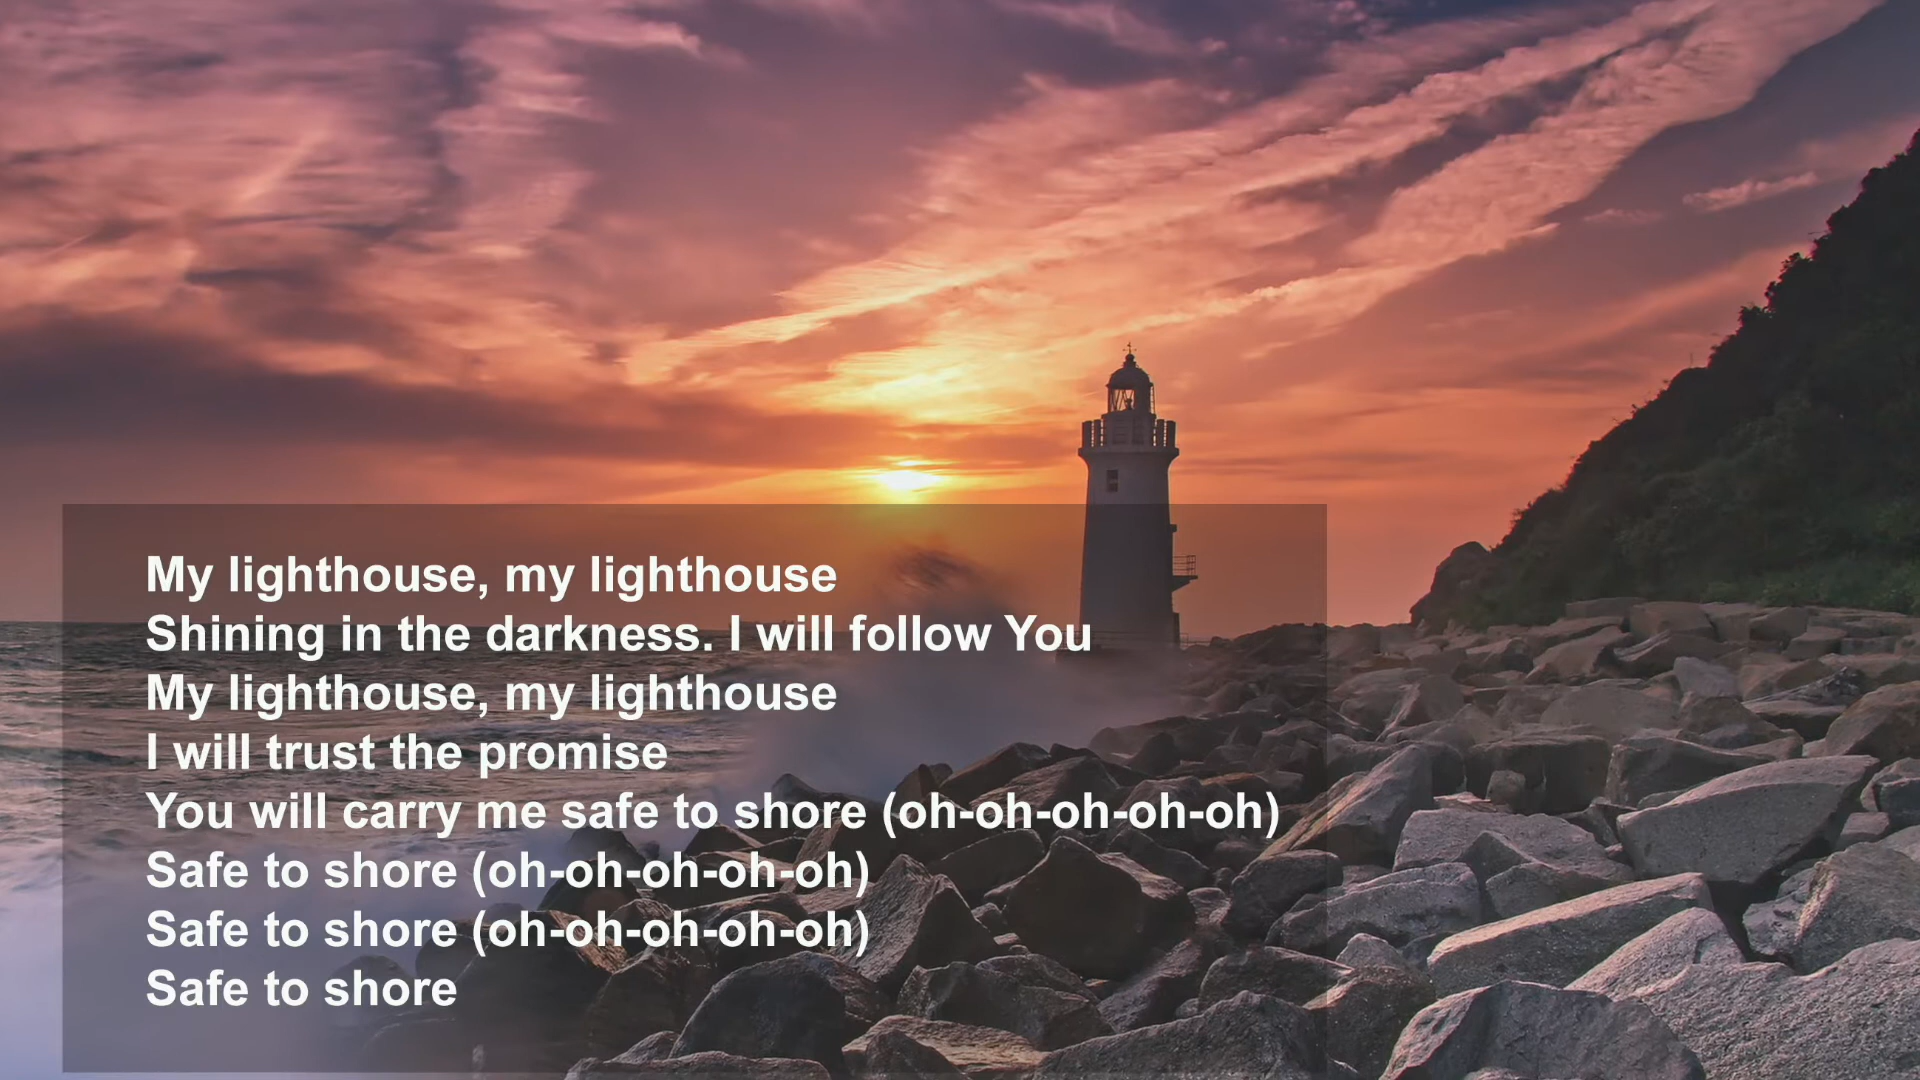 My lighthouse, my lighthouse
Shining in the darkness. I will follow You
My lighthouse, my lighthouse
I will trust the promise
You will carry me safe to shore (oh-oh-oh-oh-oh)
Safe to shore (oh-oh-oh-oh-oh)
Safe to shore (oh-oh-oh-oh-oh)
Safe to shore